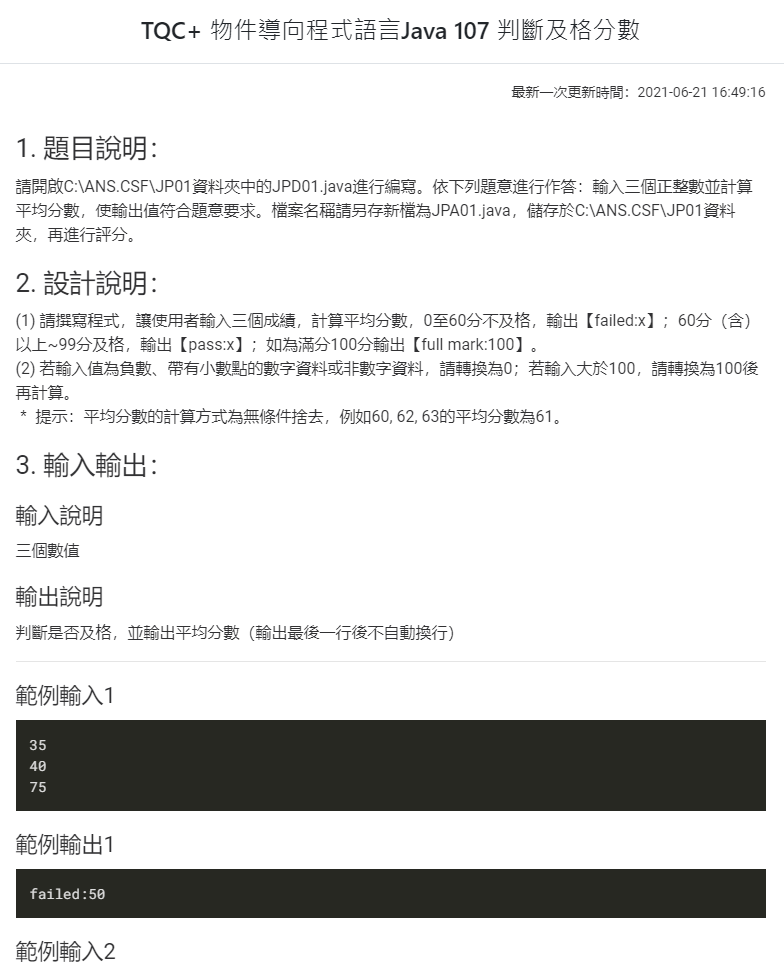 TQC+ 物件導向程式語言Java 107 判斷及格分數
最新一次更新時間：2021-06-21 16:49:16
1. 題目說明：
請開啟C:\ANS.CSF\JP01資料夾中的JPD01.java進行編寫。依下列題意進行作答：輸入三個正整數並計算
平均分數，使輸出值符合題意要求。檔案名稱請另存新檔為JPA01.java，儲存於C:\ANS.CSF\JP01資料
夾，再進行評分。
2. 設計說明：
(1) 請撰寫程式，讓使用者輸入三個成績，計算平均分數，0至60分不及格，輸出【failed:x】；60分（含）
以上~99分及格，輸出【pass:x】；如為滿分100分輸出【full mark:100】。
(2) 若輸入值為負數、帶有小數點的數字資料或非數字資料，請轉換為0；若輸入大於100，請轉換為100後
再計算。
* 提示：平均分數的計算方式為無條件捨去，例如60, 62, 63的平均分數為61。
3. 輸入輸出：
輸入說明
三個數值
輸出說明
判斷是否及格，並輸出平均分數（輸出最後一行後不自動換行）
範例輸入1
35
40
75
範例輸出1
failed:50
範例輸入2